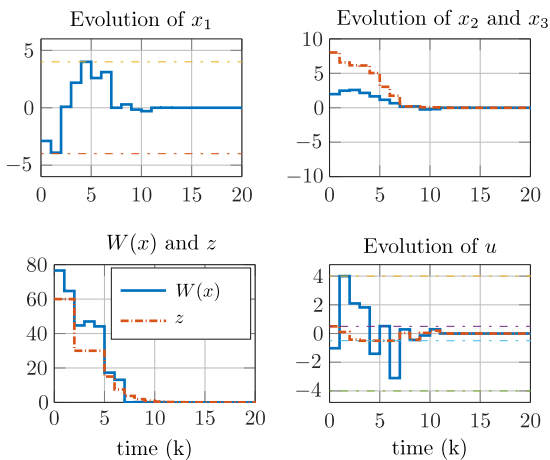 Evolution of x₁
Evolution of x₂ and x₃
5
0
−5
0 5 10 15 20
10
5
0
−5
−10
0 5 10 15 20
W(x) and z
Evolution of u
80
60
40
20
0
W(x)
z
0 5 10 15 20
time (k)
4
2
0
−2
−4
0 5 10 15 20
time (k)